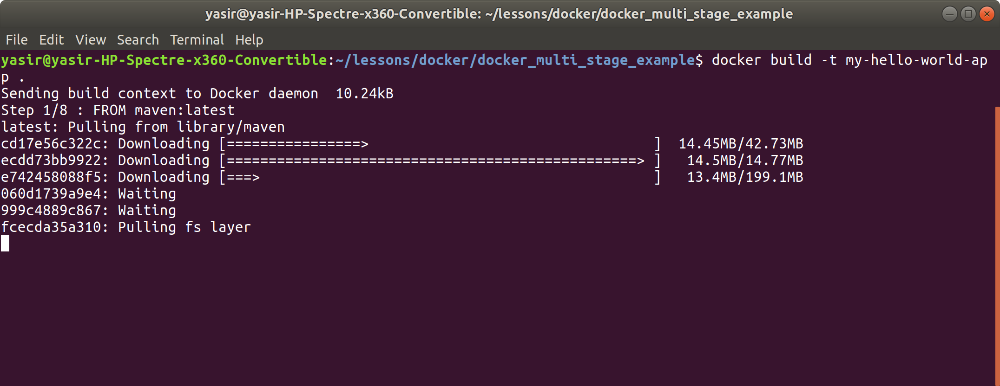 yasir@yasir-HP-Spectre-x360-Convertible: ~/lessons/docker/docker_multi_stage_example
File Edit View Search Terminal Help
yasir@yasir-HP-Spectre-x360-Convertible:~/lessons/docker/docker_multi_stage_example$ docker build -t my-hello-world-ap
p .
Sending build context to Docker daemon  10.24kB
Step 1/8 : FROM maven:latest
latest: Pulling from library/maven
cd17e56c322c: Downloading [================>                                  ]  14.45MB/42.73MB
ecdd73bb9922: Downloading [=================================================> ]   14.5MB/14.77MB
e742458088f5: Downloading [===>                                               ]   13.4MB/199.1MB
060d1739a9e4: Waiting
999c4889c867: Waiting
fcecda35a310: Pulling fs layer